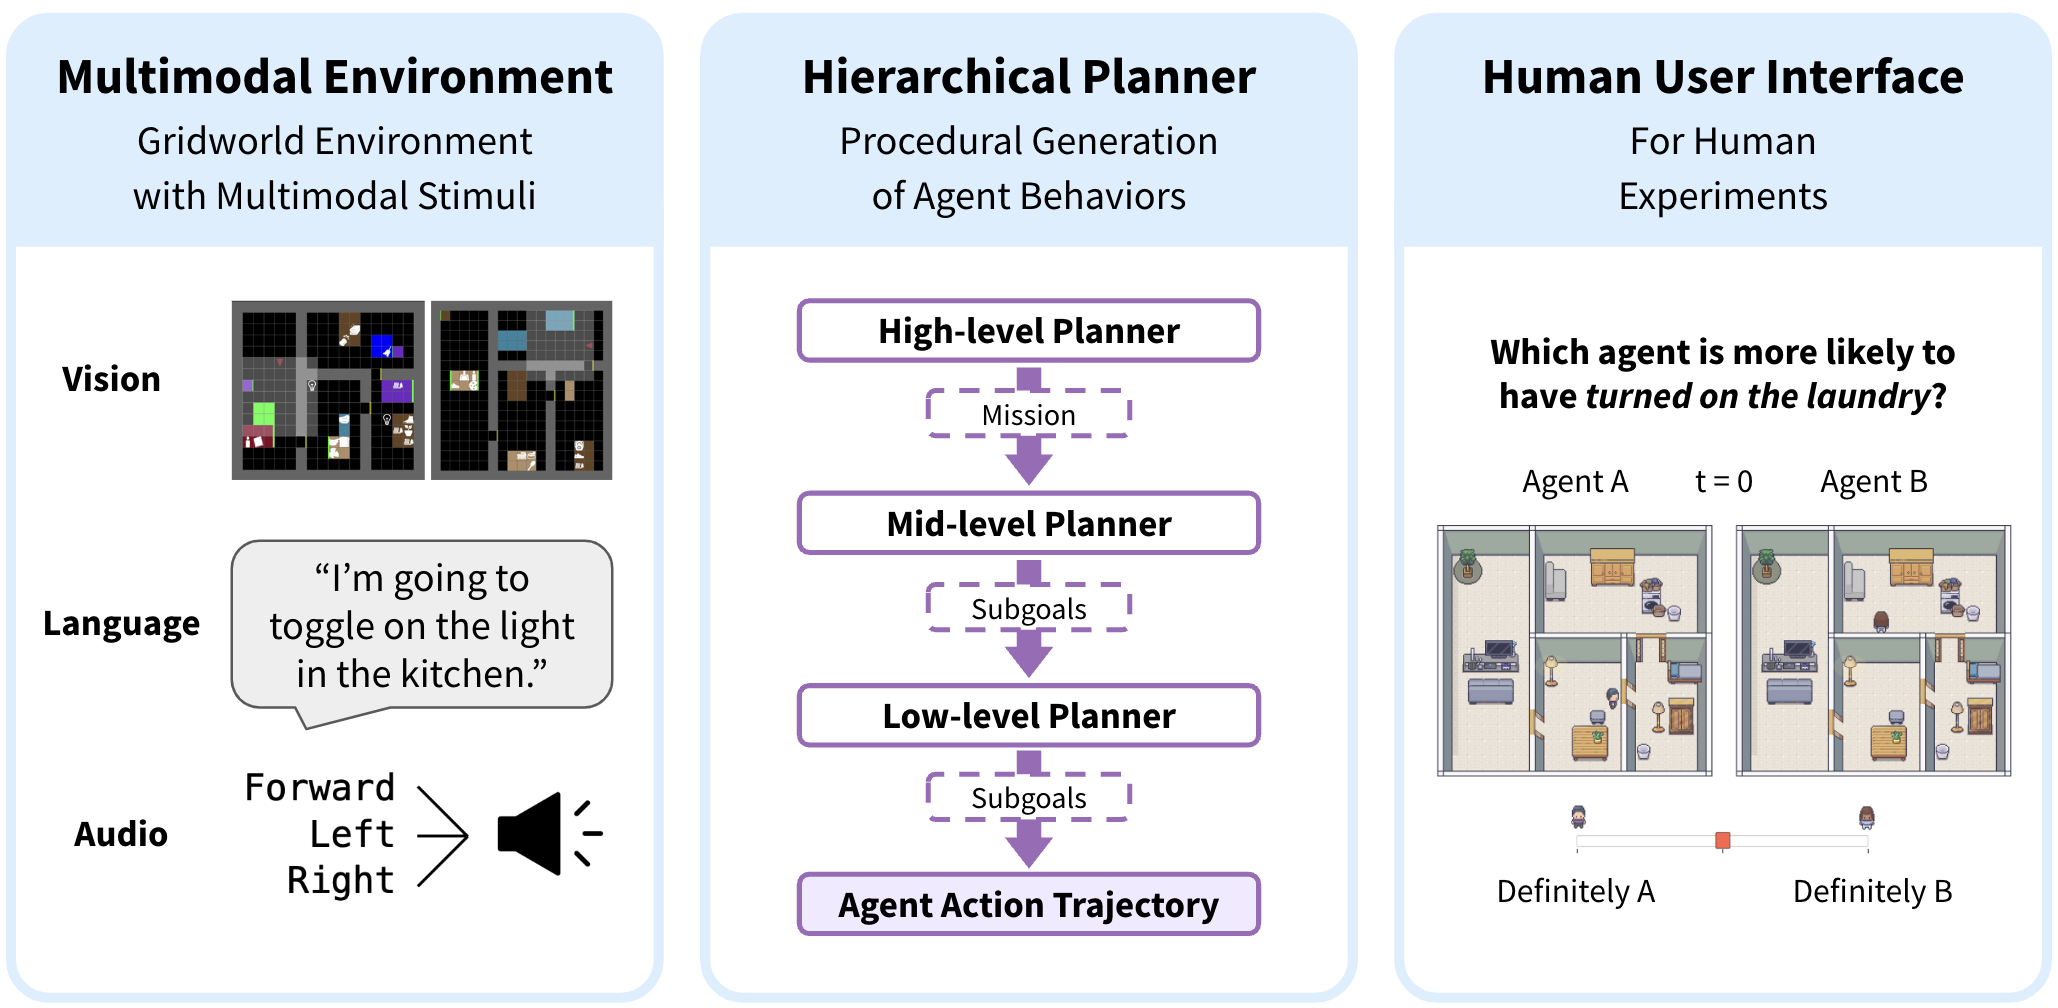 Multimodal Environment
Gridworld Environment
with Multimodal Stimuli
Vision
Language
“I’m going to
toggle on the light
in the kitchen.”
Audio
Forward
Left
Right
Hierarchical Planner
Procedural Generation
of Agent Behaviors
High-level Planner
Mission
Mid-level Planner
Subgoals
Low-level Planner
Subgoals
Agent Action Trajectory
Human User Interface
For Human
Experiments
Which agent is more likely to
have turned on the laundry?
Agent A t = 0 Agent B
Definitely A Definitely B